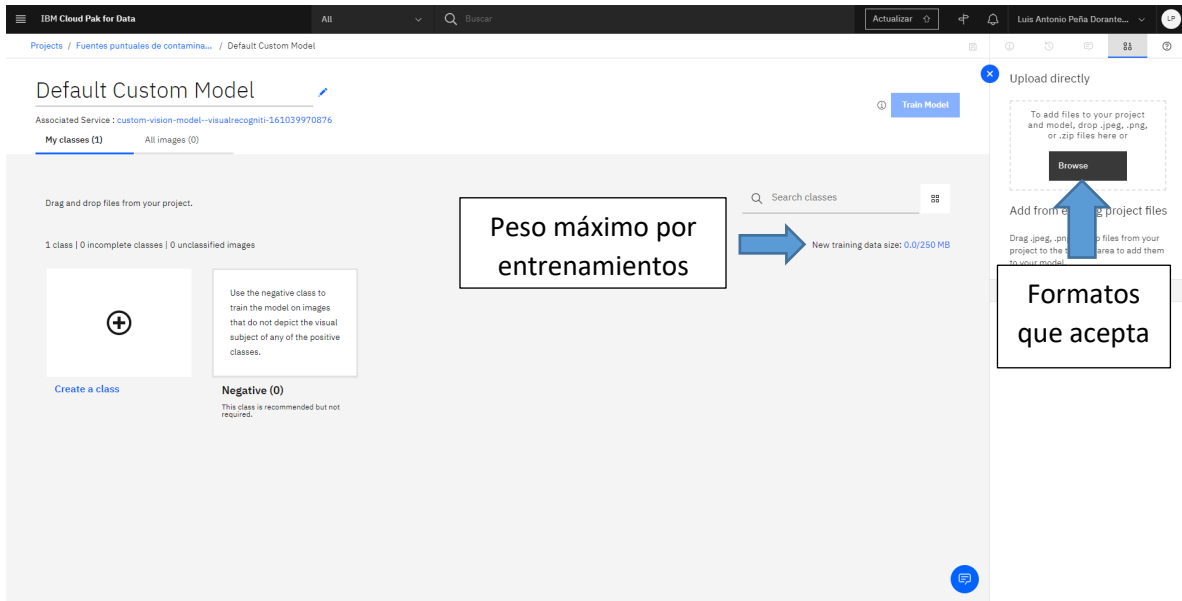 IBM Cloud Pak for Data
All
Buscar
Actualizar
Luis Antonio Peña Dorante...
LP
Projects / Fuentes puntuales de contamina... / Default Custom Model
Default Custom Model
Train Model
Associated Service : custom-vision-model--visualrecogniti-161039970876
My classes (1)
All images (0)
Drag and drop files from your project.
Search classes
1 class | 0 incomplete classes | 0 unclassified images
New training data size: 0.0/250 MB
Peso máximo por
entrenamientos
Use the negative class to
train the model on images
that do not depict the visual
subject of any of the positive
classes.
Create a class
Negative (0)
This class is recommended but not
required.
Upload directly
To add files to your project
and model, drop .jpeg, .png,
or .zip files here or
Browse
Add from project files
Drag .jpeg, files from your
project to the area to add them
to your model.
Formatos
que acepta